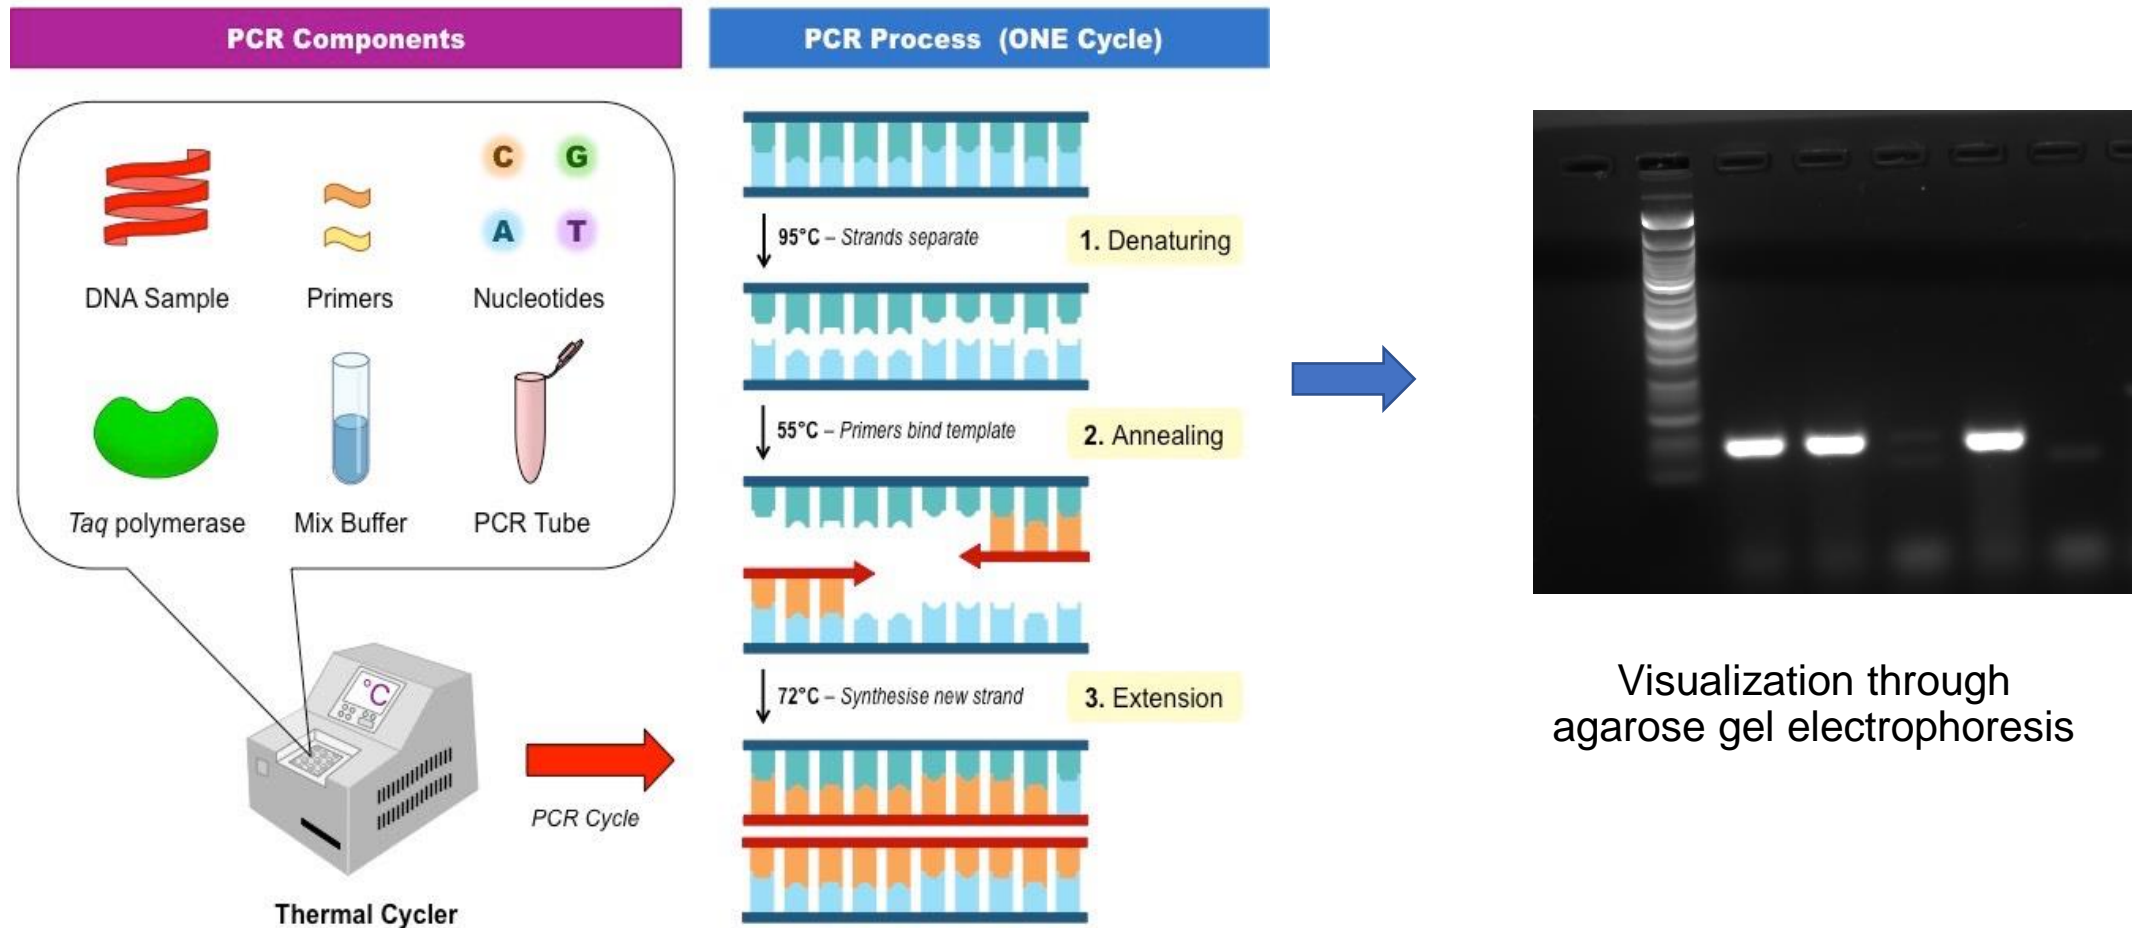 PCR Components
C G
A T
DNA Sample
Primers
Nucleotides
Taq polymerase
Mix Buffer
PCR Tube
°C
Thermal Cycler
PCR Cycle
PCR Process (ONE Cycle)
95°C – Strands separate
1. Denaturing
55°C – Primers bind template
2. Annealing
72°C – Synthesise new strand
3. Extension
Visualization through
agarose gel electrophoresis